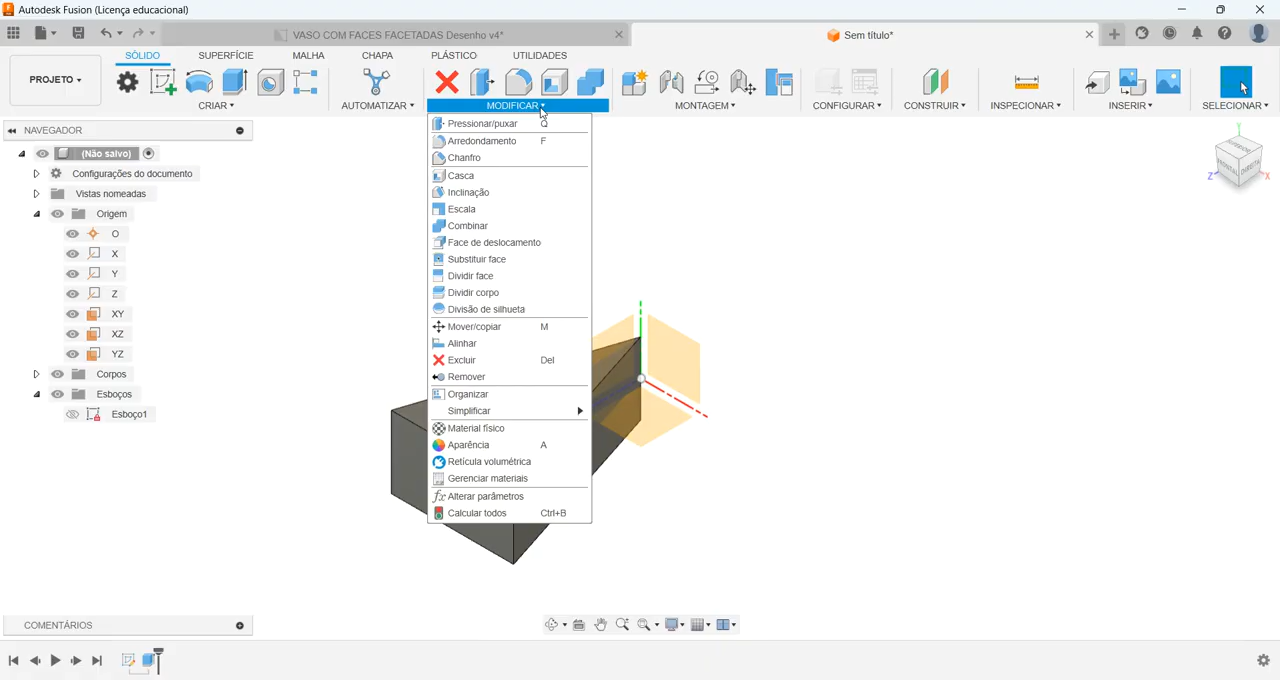 Autodesk Fusion (Licença educacional)
VASO COM FACES FACETADAS Desenho v4*
Sem título*
PROJETO
SÓLIDO
SUPERFÍCIE
MALHA
CHAPA
PLÁSTICO
UTILIDADES
CRIAR
AUTOMATIZAR
MODIFICAR
MONTAGEM
CONFIGURAR
CONSTRUIR
INSPECIONAR
INSERIR
SELECIONAR
NAVEGADOR
(Não salvo)
Configurações do documento
Vistas nomeadas
Origem
O
X
Y
Z
XY
XZ
YZ
Corpos
Esboços
Esboço1
Pressionar/puxar Q
Arredondamento F
Chanfro
Casca
Inclinação
Escala
Combinar
Face de deslocamento
Substituir face
Dividir face
Dividir corpo
Divisão de silhueta
Mover/copiar M
Alinhar
Excluir Del
Remover
Organizar
Simplificar
Material físico
Aparência A
Retícula volumétrica
Gerenciar materiais
fx Alterar parâmetros
Calcular todos Ctrl+B
Y
SUPERIOR
FRONTAL
DIREITA
Z
X
COMENTÁRIOS